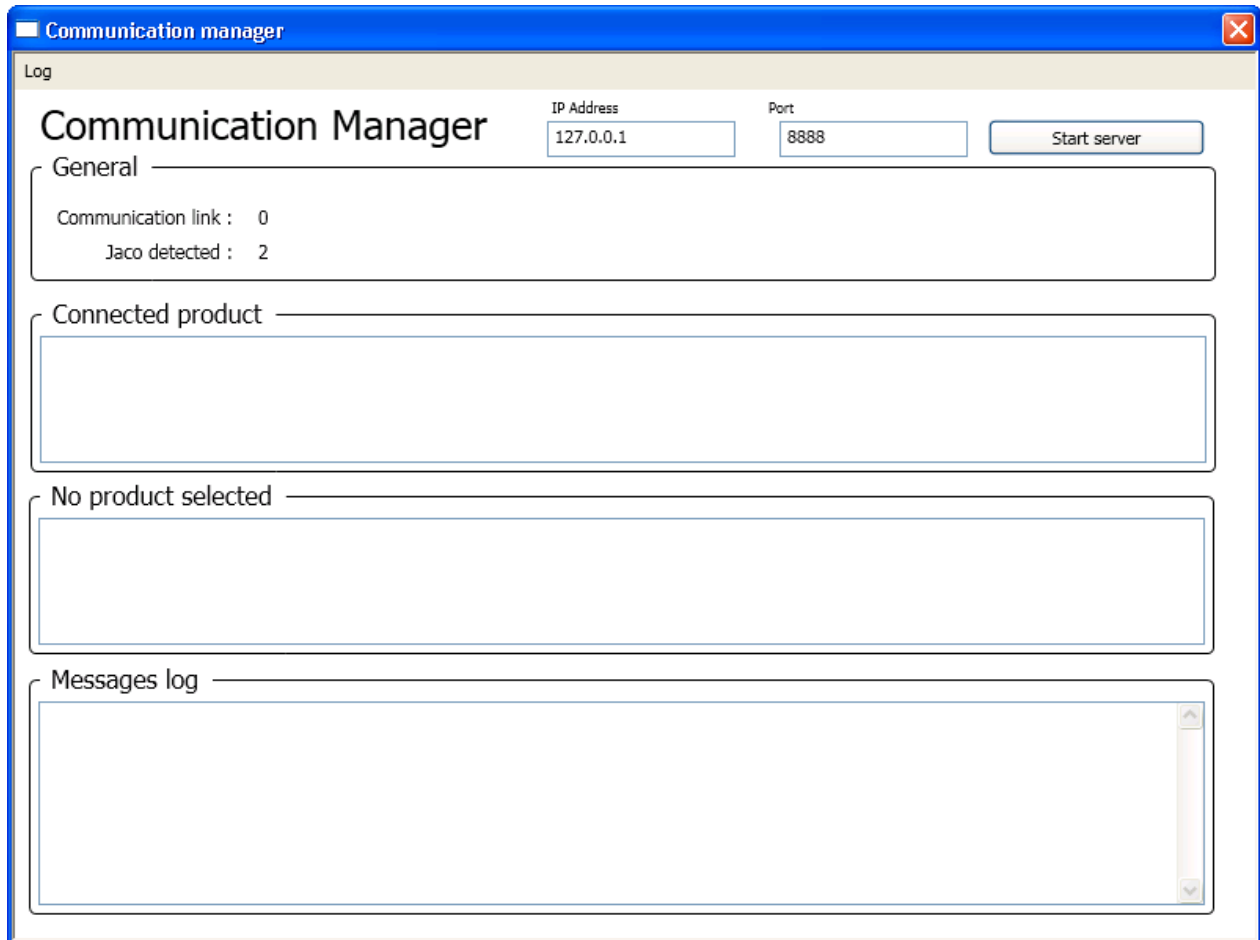 Communication manager
Log
Communication Manager
IP Address
Port
127.0.0.1
8888
Start server
General
Communication link : 0
Jaco detected : 2
Connected product
No product selected
Messages log